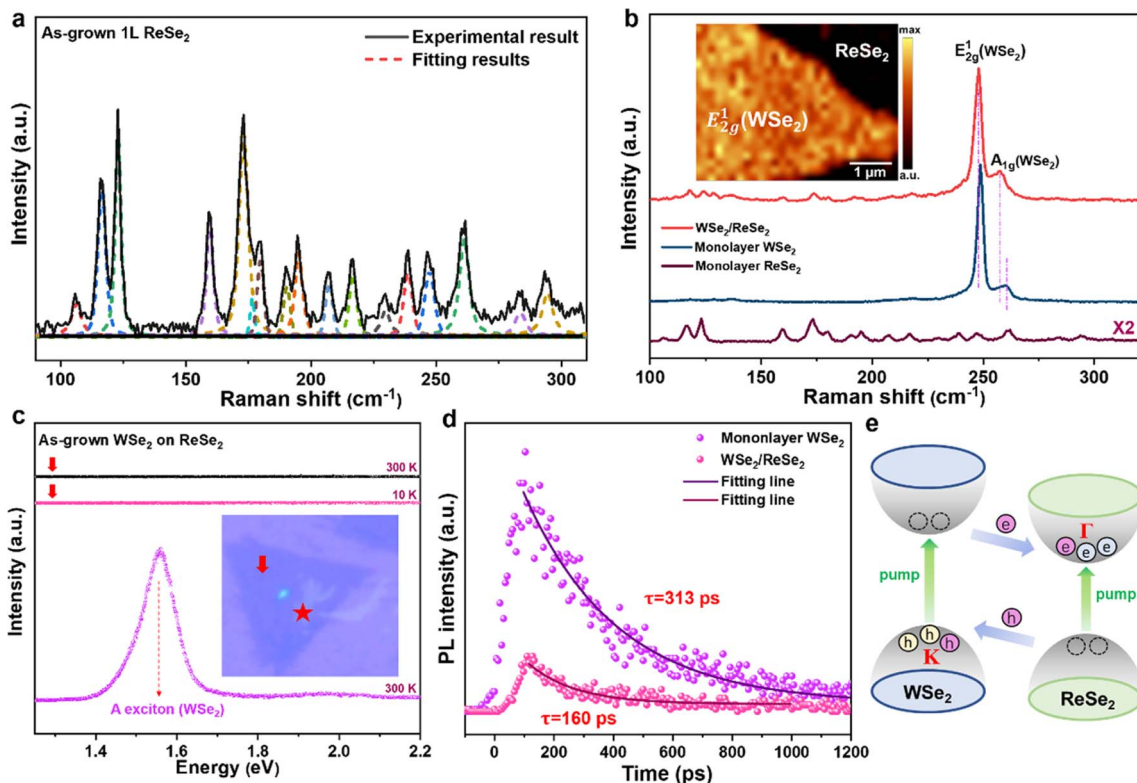 a
As-grown 1L ReSe₂
Experimental result
Fitting results
Intensity (a.u.)
100
150
200
250
300
Raman shift (cm⁻¹)
b
max
ReSe₂
E¹₂g(WSe₂)
1 µm
a.u.
E¹₂g(WSe₂)
A₁g(WSe₂)
WSe₂/ReSe₂
Monolayer WSe₂
Monolayer ReSe₂
X2
Intensity (a.u.)
100
150
200
250
300
Raman shift (cm⁻¹)
c
As-grown WSe₂ on ReSe₂
300 K
10 K
A exciton (WSe₂)
300 K
Intensity (a.u.)
1.4
1.6
1.8
2.0
2.2
Energy (eV)
d
Mononlayer WSe₂
WSe₂/ReSe₂
Fitting line
Fitting line
τ=313 ps
τ=160 ps
PL intensity (a.u.)
0
200
400
600
800
1000
1200
Time (ps)
e
e
Γ
e e e
pump
pump
h
h h h
K
WSe₂
ReSe₂